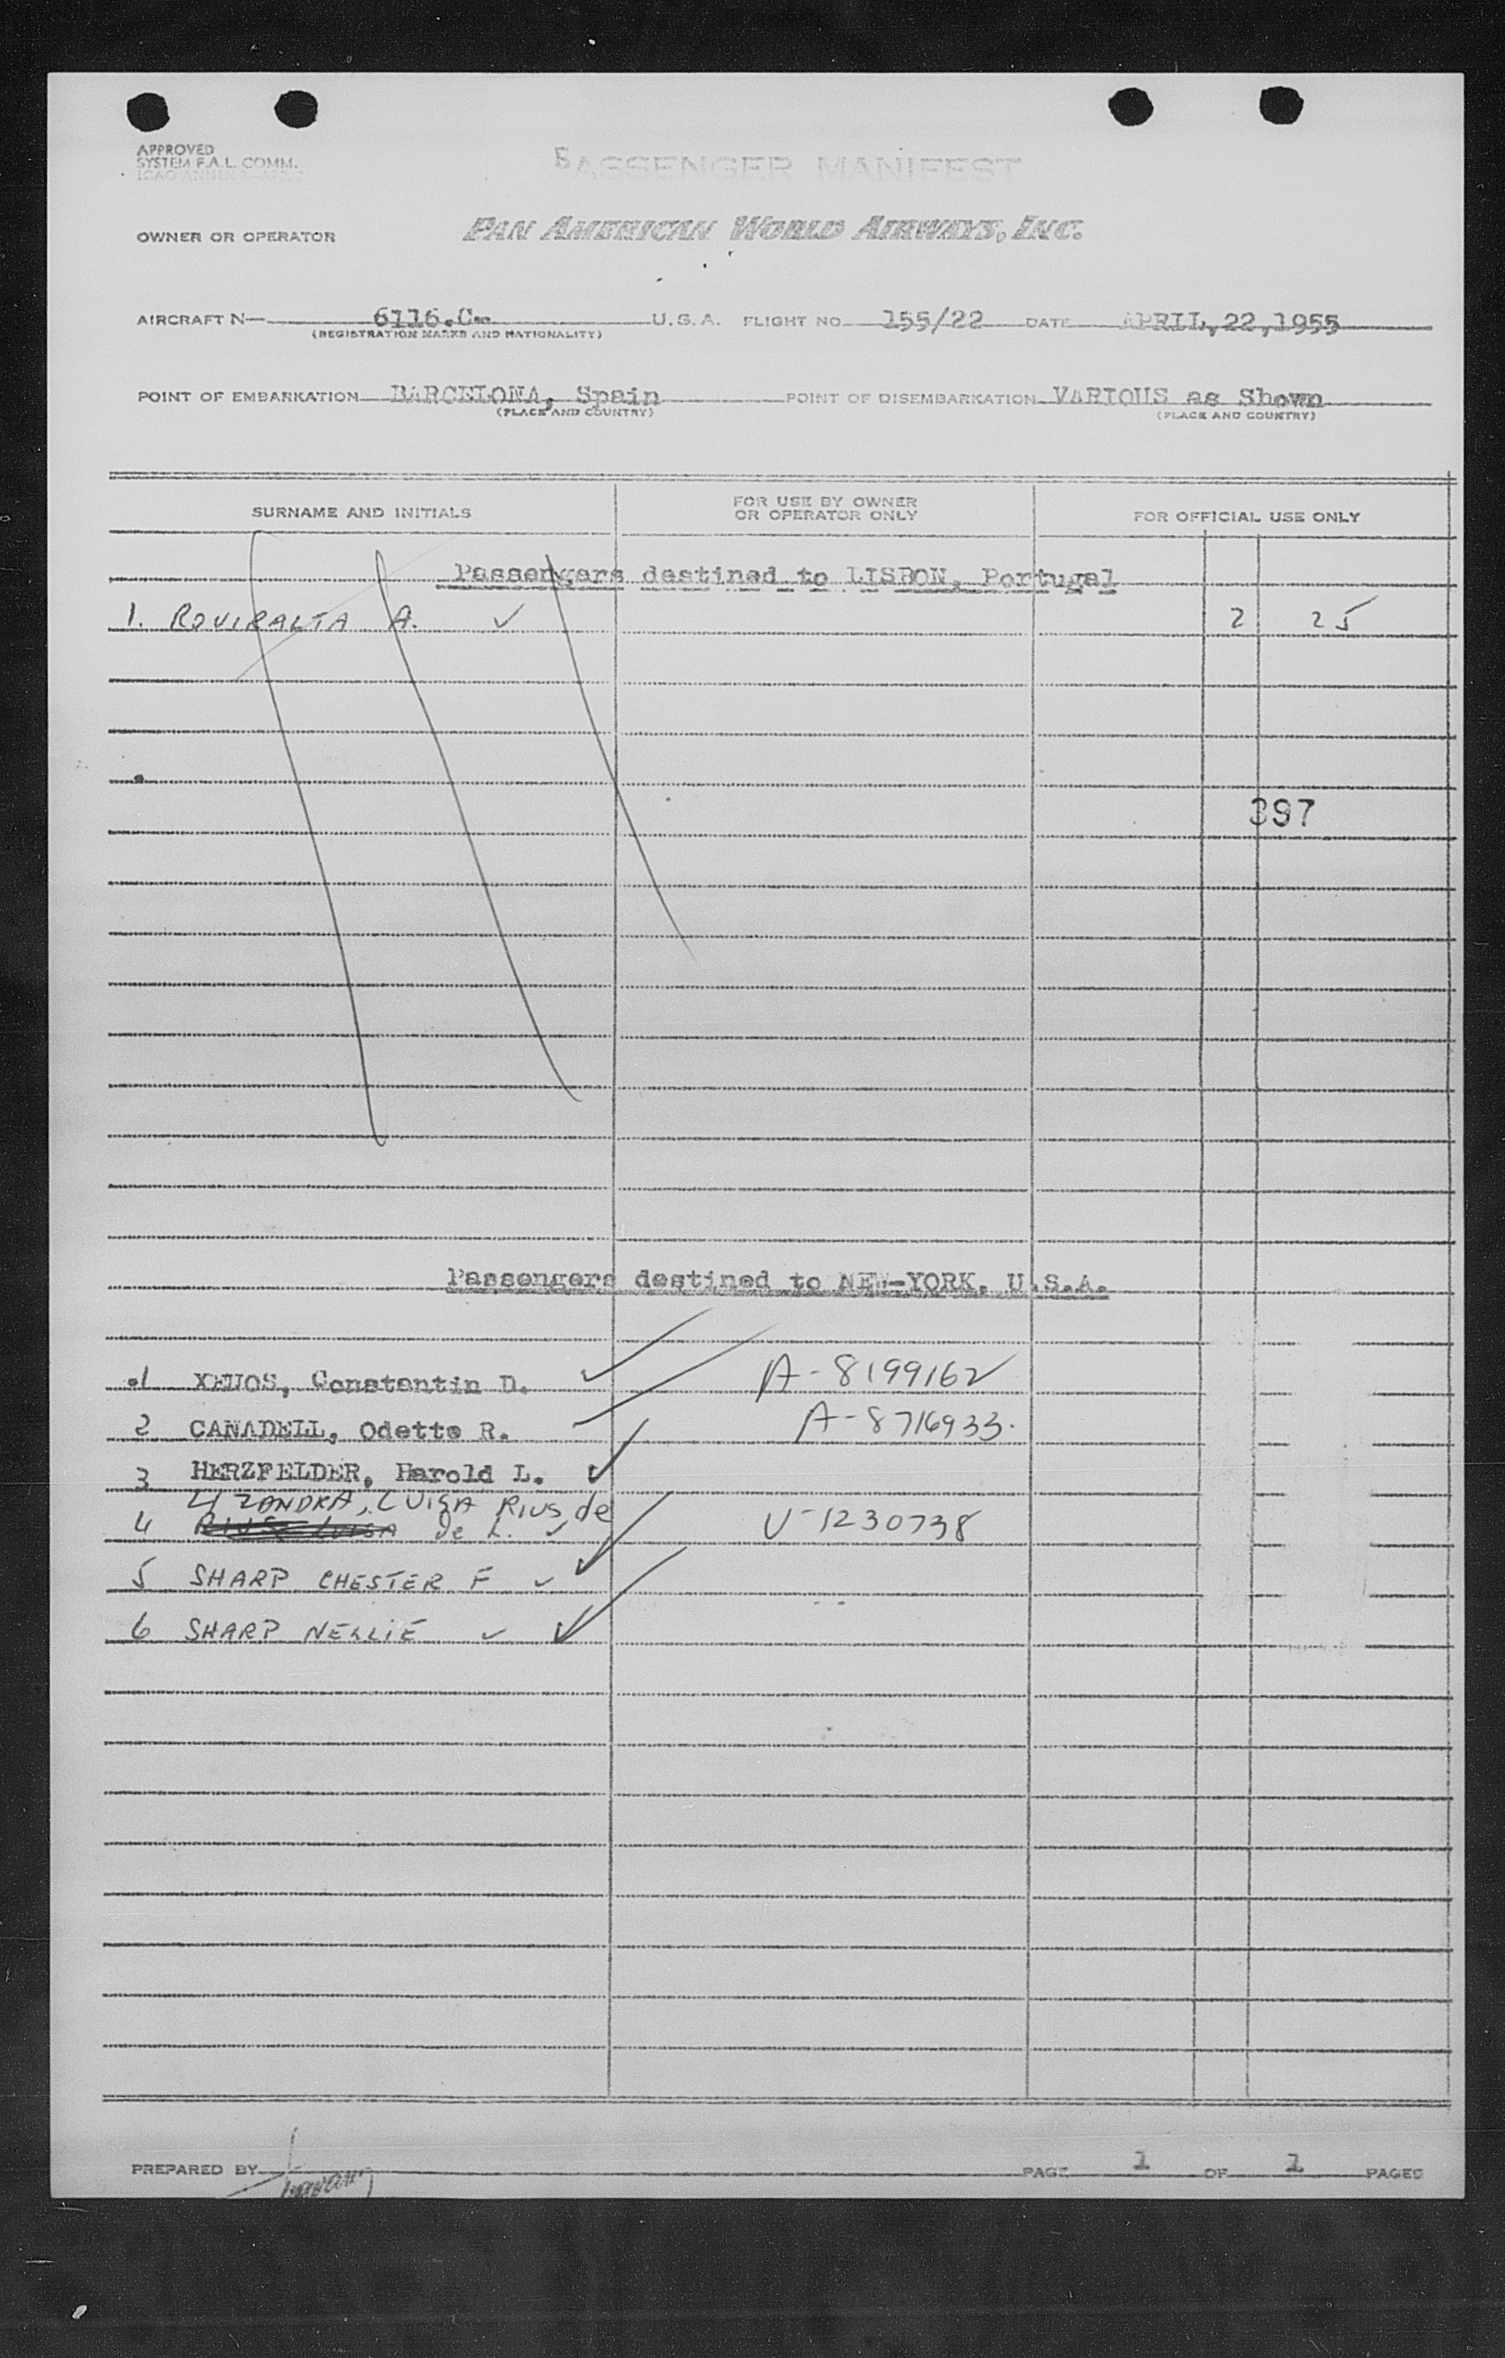 APPROVED
SYSTEM F.A.L. COMM.
PASSENGER MANIFEST
OWNER OR OPERATOR PAN AMERICAN WORLD AIRWAYS, INC.
AIRCRAFT N— 6116.C- U.S.A. FLIGHT NO. 155/22 DATE APRIL,22,1955
(REGISTRATION MARKS AND NATIONALITY)
POINT OF EMBARKATION BARCELONA, Spain POINT OF DISEMBARKATION VARIOUS as Shown
(PLACE AND COUNTRY) (PLACE AND COUNTRY)
SURNAME AND INITIALS FOR USE BY OWNER OR OPERATOR ONLY FOR OFFICIAL USE ONLY
Passengers destined to LISBON, Portugal
1. ROVIRALTA A. ✓ 2 25
397
Passengers destined to NEW-YORK, U.S.A.
1 XENOS, Constantin D. ✓ A-8199162
2 CANADELL, Odette R. A-8716933.
3 HERZFELDER, Harold L. ✓
LIZANDRA, LUISA RIUS de
4 RIUS LUISA de L. ✓ V-1230738
5 SHARP CHESTER F ✓
6 SHARP NELLIE ✓
PREPARED BY PAGE 1 OF 1 PAGES